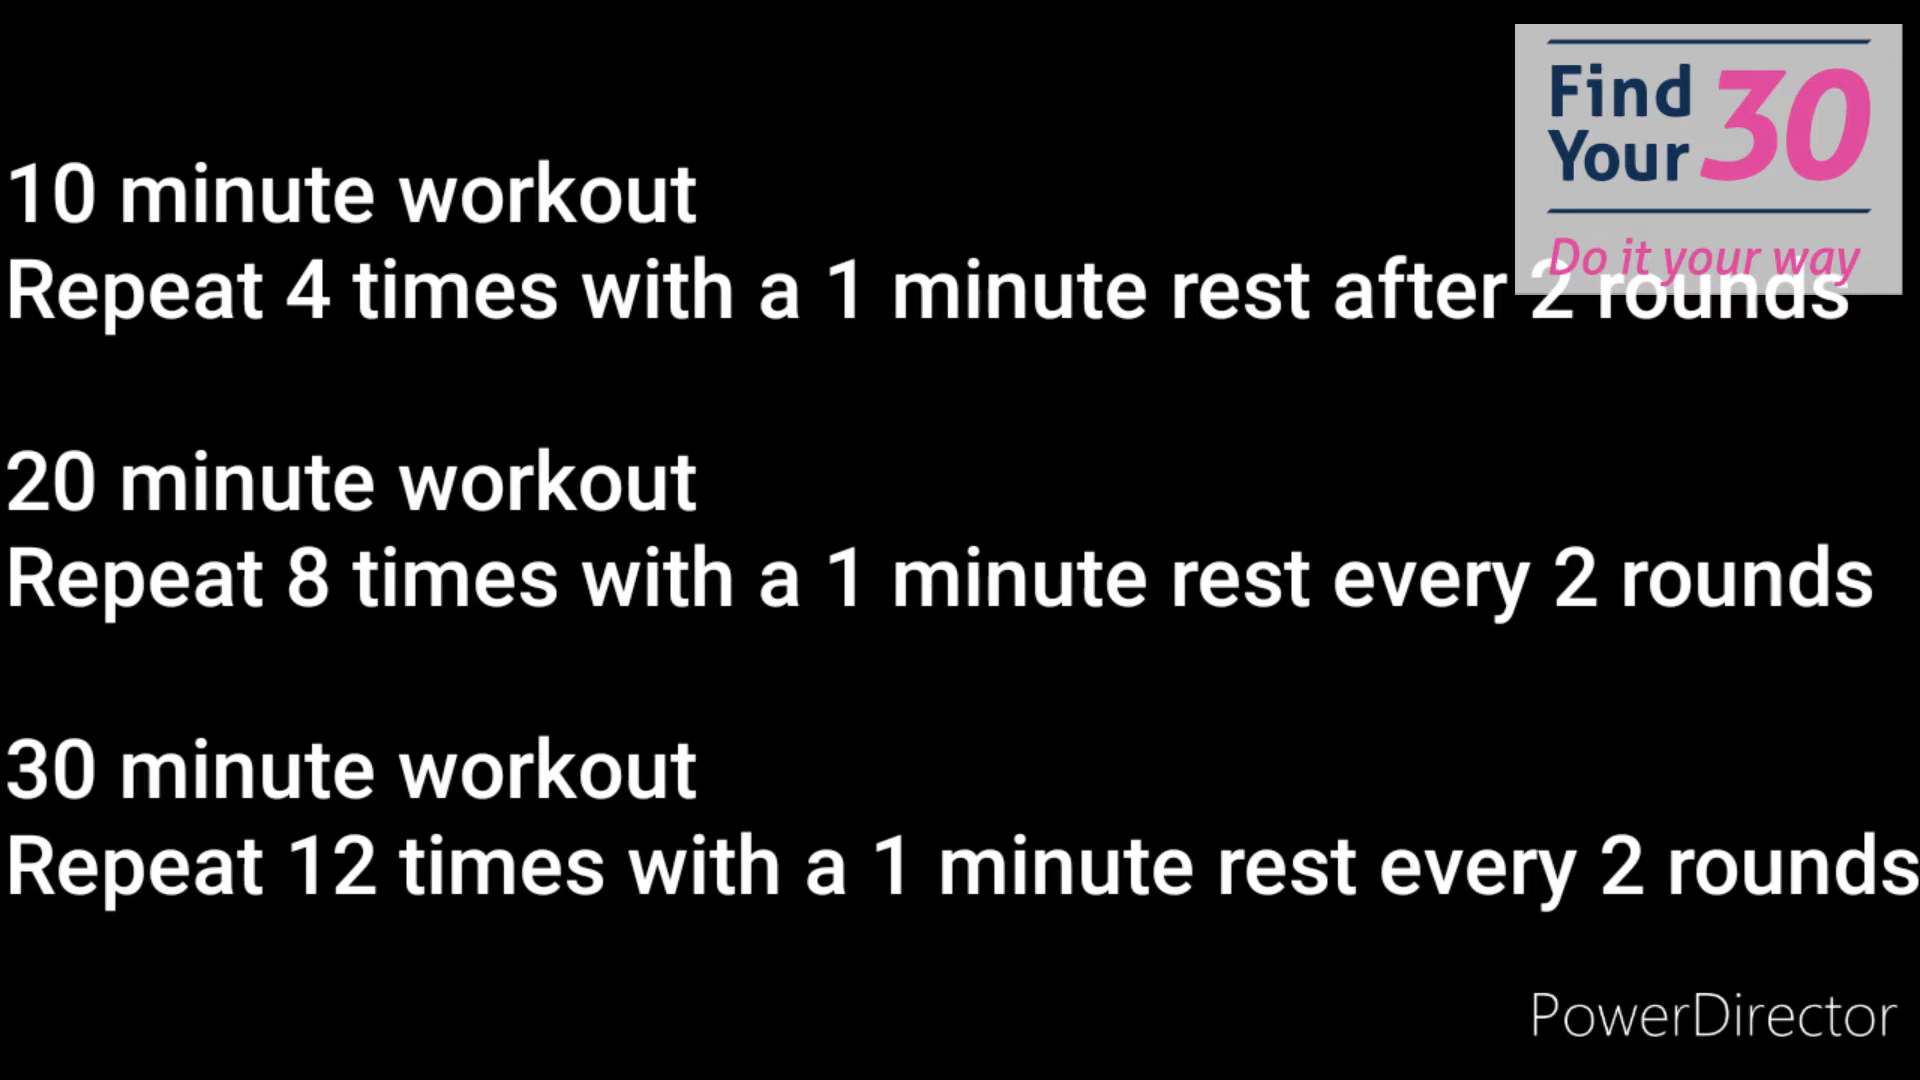 Find
Your 30
Do it your way
10 minute workout
Repeat 4 times with a 1 minute rest after 2 rounds
20 minute workout
Repeat 8 times with a 1 minute rest every 2 rounds
30 minute workout
Repeat 12 times with a 1 minute rest every 2 rounds
PowerDirector